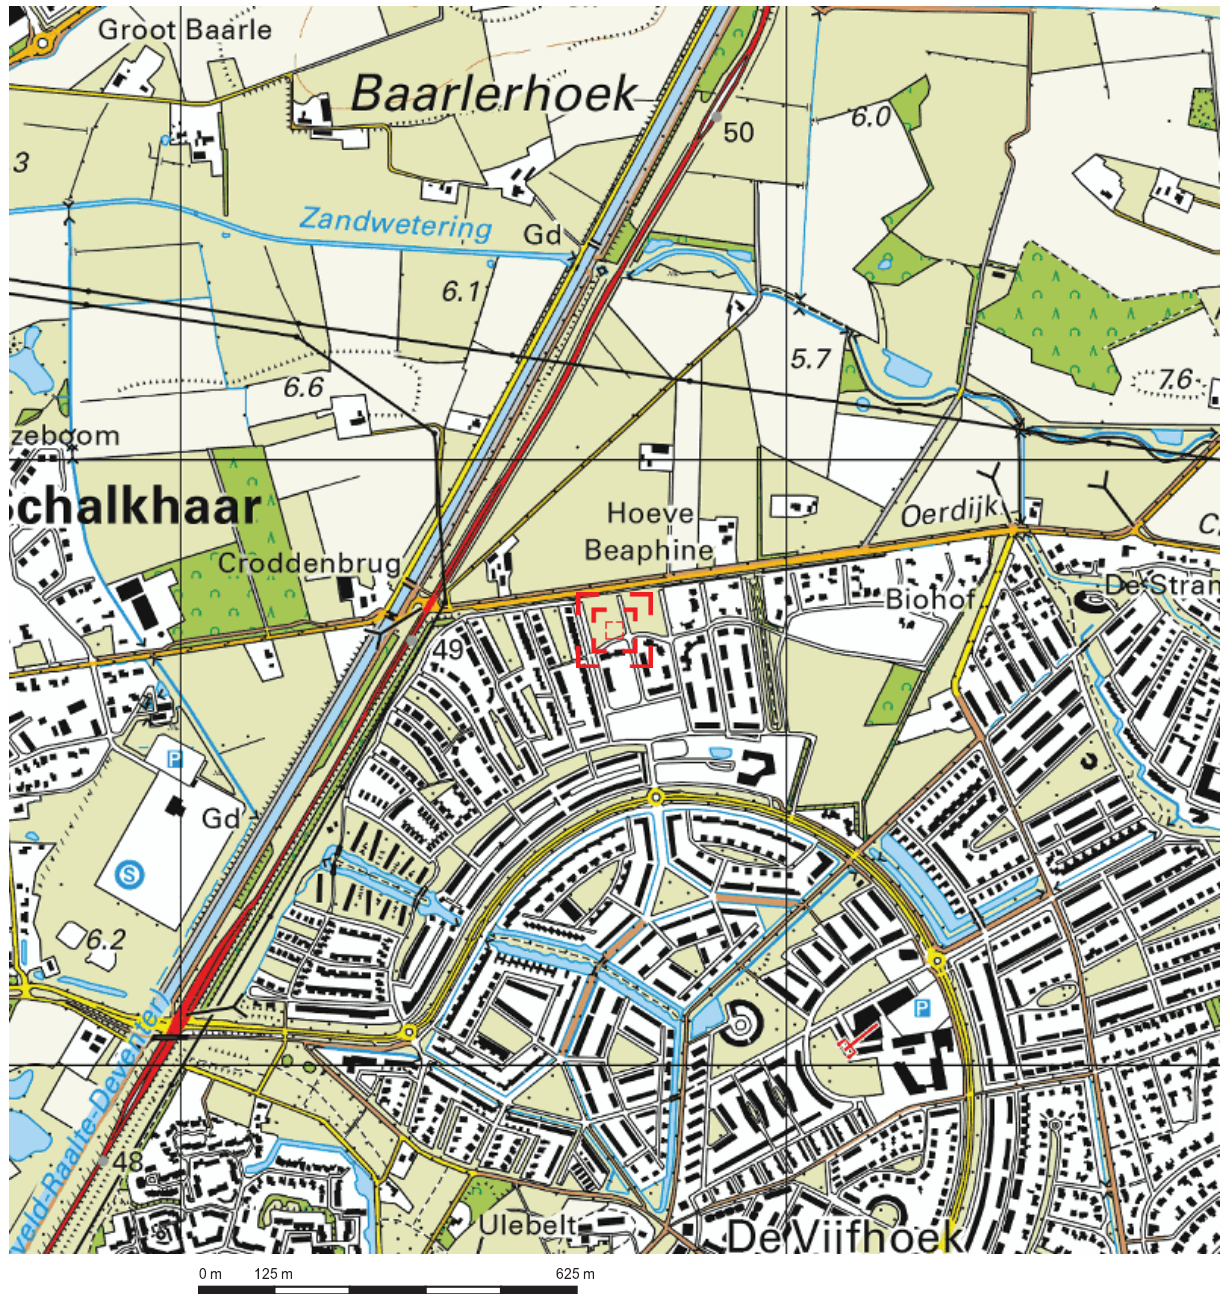 Groot Baarle
Baarlerhoek
50
6.0
3
Zandwetering
Gd
6.1
5.7
6.6
7.6
zeboom
chalkhaar
Hoeve
Beaphine
Oerdijk
C
Croddenbrug
Biohof
De Stran
49
P
Gd
S
6.2
P
veld-Raalte-Deventer)
48
Ulebelt
De Vijfhoek
0 m 125 m 625 m